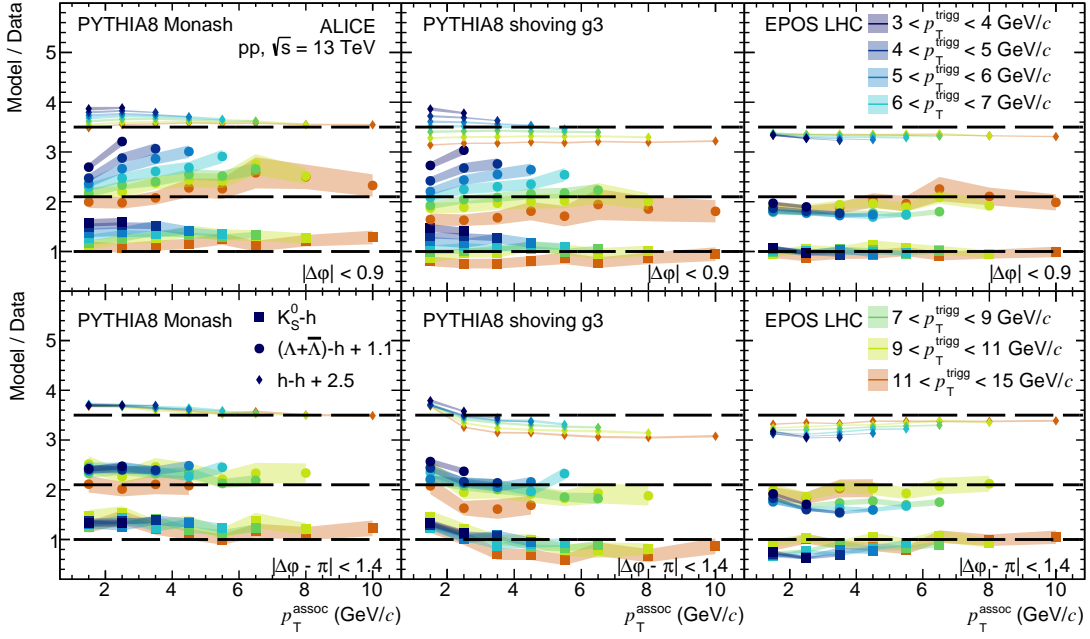 PYTHIA8 Monash
ALICE
pp, √s = 13 TeV
PYTHIA8 shoving g3
EPOS LHC
3 < p_T^trigg < 4 GeV/c
4 < p_T^trigg < 5 GeV/c
5 < p_T^trigg < 6 GeV/c
6 < p_T^trigg < 7 GeV/c
Model / Data
5
4
3
2
1
|Δφ| < 0.9
|Δφ| < 0.9
|Δφ| < 0.9
PYTHIA8 Monash
K_S^0-h
(Λ+Λ̅)-h + 1.1
h-h + 2.5
PYTHIA8 shoving g3
EPOS LHC
7 < p_T^trigg < 9 GeV/c
9 < p_T^trigg < 11 GeV/c
11 < p_T^trigg < 15 GeV/c
Model / Data
5
4
3
2
1
|Δφ - π| < 1.4
|Δφ - π| < 1.4
|Δφ - π| < 1.4
2 4 6 8 10 2 4 6 8 10 2 4 6 8 10
p_T^assoc (GeV/c) p_T^assoc (GeV/c) p_T^assoc (GeV/c)